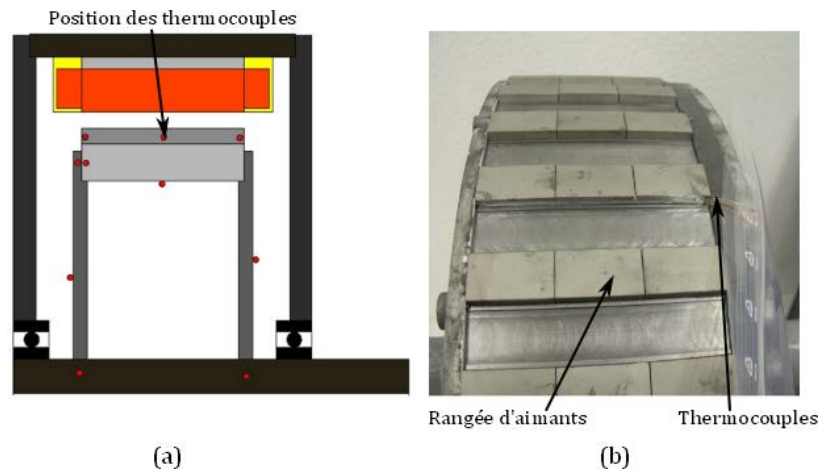 Position des thermocouples
Rangée d'aimants
Thermocouples
(a)
(b)